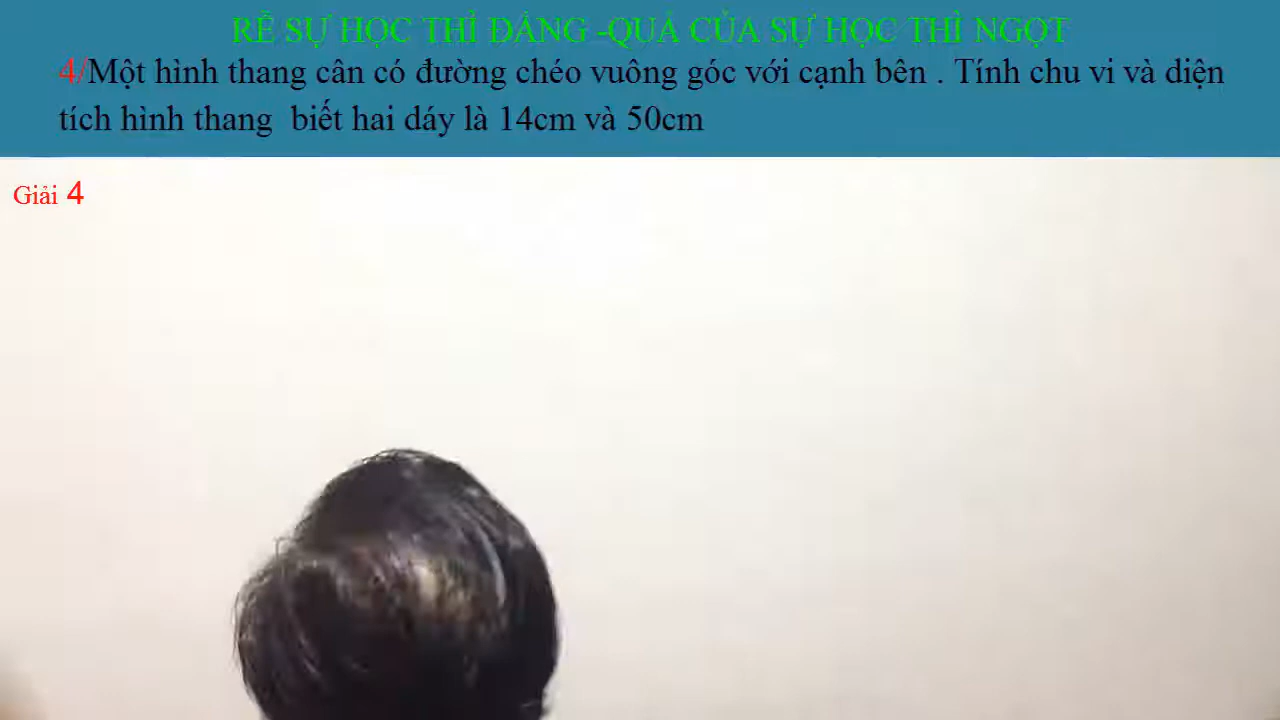 RỄ SỰ HỌC THÌ ĐẮNG -QUẢ CỦA SỰ HỌC THÌ NGỌT
4/Một hình thang cân có đường chéo vuông góc với cạnh bên . Tính chu vi và diện
tích hình thang biết hai dáy là 14cm và 50cm
Giải 4